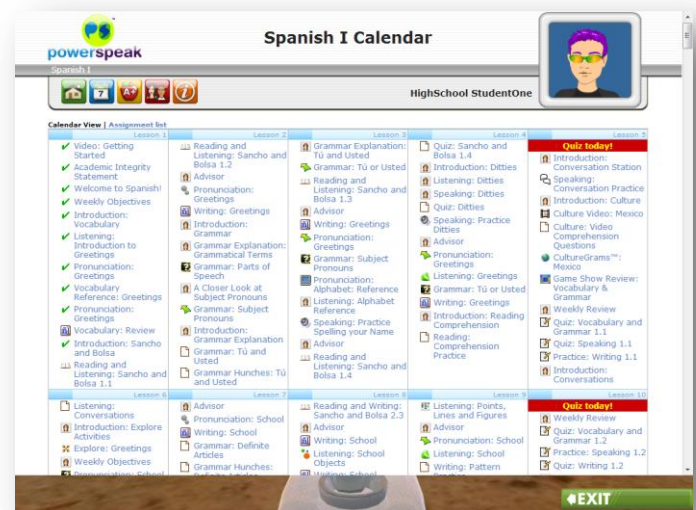 powerspeak
Spanish I Calendar
Spanish I
7
A+
HighSchool StudentOne
Calendar View | Assignment list
Lesson 1
Video: Getting
Started
Academic Integrity
Statement
Welcome to Spanish!
Weekly Objectives
Introduction:
Vocabulary
Listening:
Introduction to
Greetings
Pronunciation:
Greetings
Vocabulary
Reference: Greetings
Pronunciation:
Greetings
Vocabulary: Review
Introduction: Sancho
and Bolsa
Reading and
Listening: Sancho and
Bolsa 1.1
Lesson 2
Reading and
Listening: Sancho and
Bolsa 1.2
Advisor
Pronunciation:
Greetings
Writing: Greetings
Introduction:
Grammar
Grammar Explanation:
Grammatical Terms
Grammar: Parts of
Speech
A Closer Look at
Subject Pronouns
Grammar: Subject
Pronouns
Introduction:
Grammar Explanation
Grammar: Tú and
Usted
Grammar Hunches: Tú
and Usted
Lesson 3
Grammar Explanation:
Tú and Usted
Grammar: Tú or Usted
Reading and
Listening: Sancho and
Bolsa 1.3
Advisor
Writing: Greetings
Pronunciation:
Greetings
Grammar: Subject
Pronouns
Pronunciation:
Alphabet: Reference
Listening: Alphabet
Reference
Speaking: Practice
Spelling your Name
Advisor
Reading and
Listening: Sancho and
Bolsa 1.4
Lesson 4
Quiz: Sancho and
Bolsa 1.4
Introduction: Ditties
Listening: Ditties
Speaking: Ditties
Quiz: Ditties
Speaking: Practice
Ditties
Advisor
Pronunciation:
Greetings
Listening: Greetings
Grammar: Tú or Usted
Writing: Greetings
Introduction: Reading
Comprehension
Reading:
Comprehension
Practice
Lesson 5
Quiz today!
Introduction:
Conversation Station
Speaking:
Conversation Practice
Introduction: Culture
Culture Video: Mexico
Culture: Video
Comprehension
Questions
CultureGrams™:
Mexico
Game Show Review:
Vocabulary &
Grammar
Weekly Review
Quiz: Vocabulary and
Grammar 1.1
Quiz: Speaking 1.1
Practice: Writing 1.1
Introduction:
Conversations
Lesson 6
Listening:
Conversations
Introduction: Explore
Activities
Explore: Greetings
Weekly Objectives
Pronunciation: School
Lesson 7
Advisor
Pronunciation: School
Writing: School
Grammar: Definite
Articles
Grammar Hunches:
Definite Articles
Lesson 8
Reading and Writing:
Sancho and Bolsa 2.3
Advisor
Writing: School
Listening: School
Objects
Writing: School
Lesson 9
Listening: Points,
Lines and Figures
Advisor
Pronunciation: School
Listening: School
Writing: Pattern
Practice
Lesson 10
Quiz today!
Weekly Review
Quiz: Vocabulary and
Grammar 1.2
Practice: Speaking 1.2
Quiz: Writing 1.2
EXIT